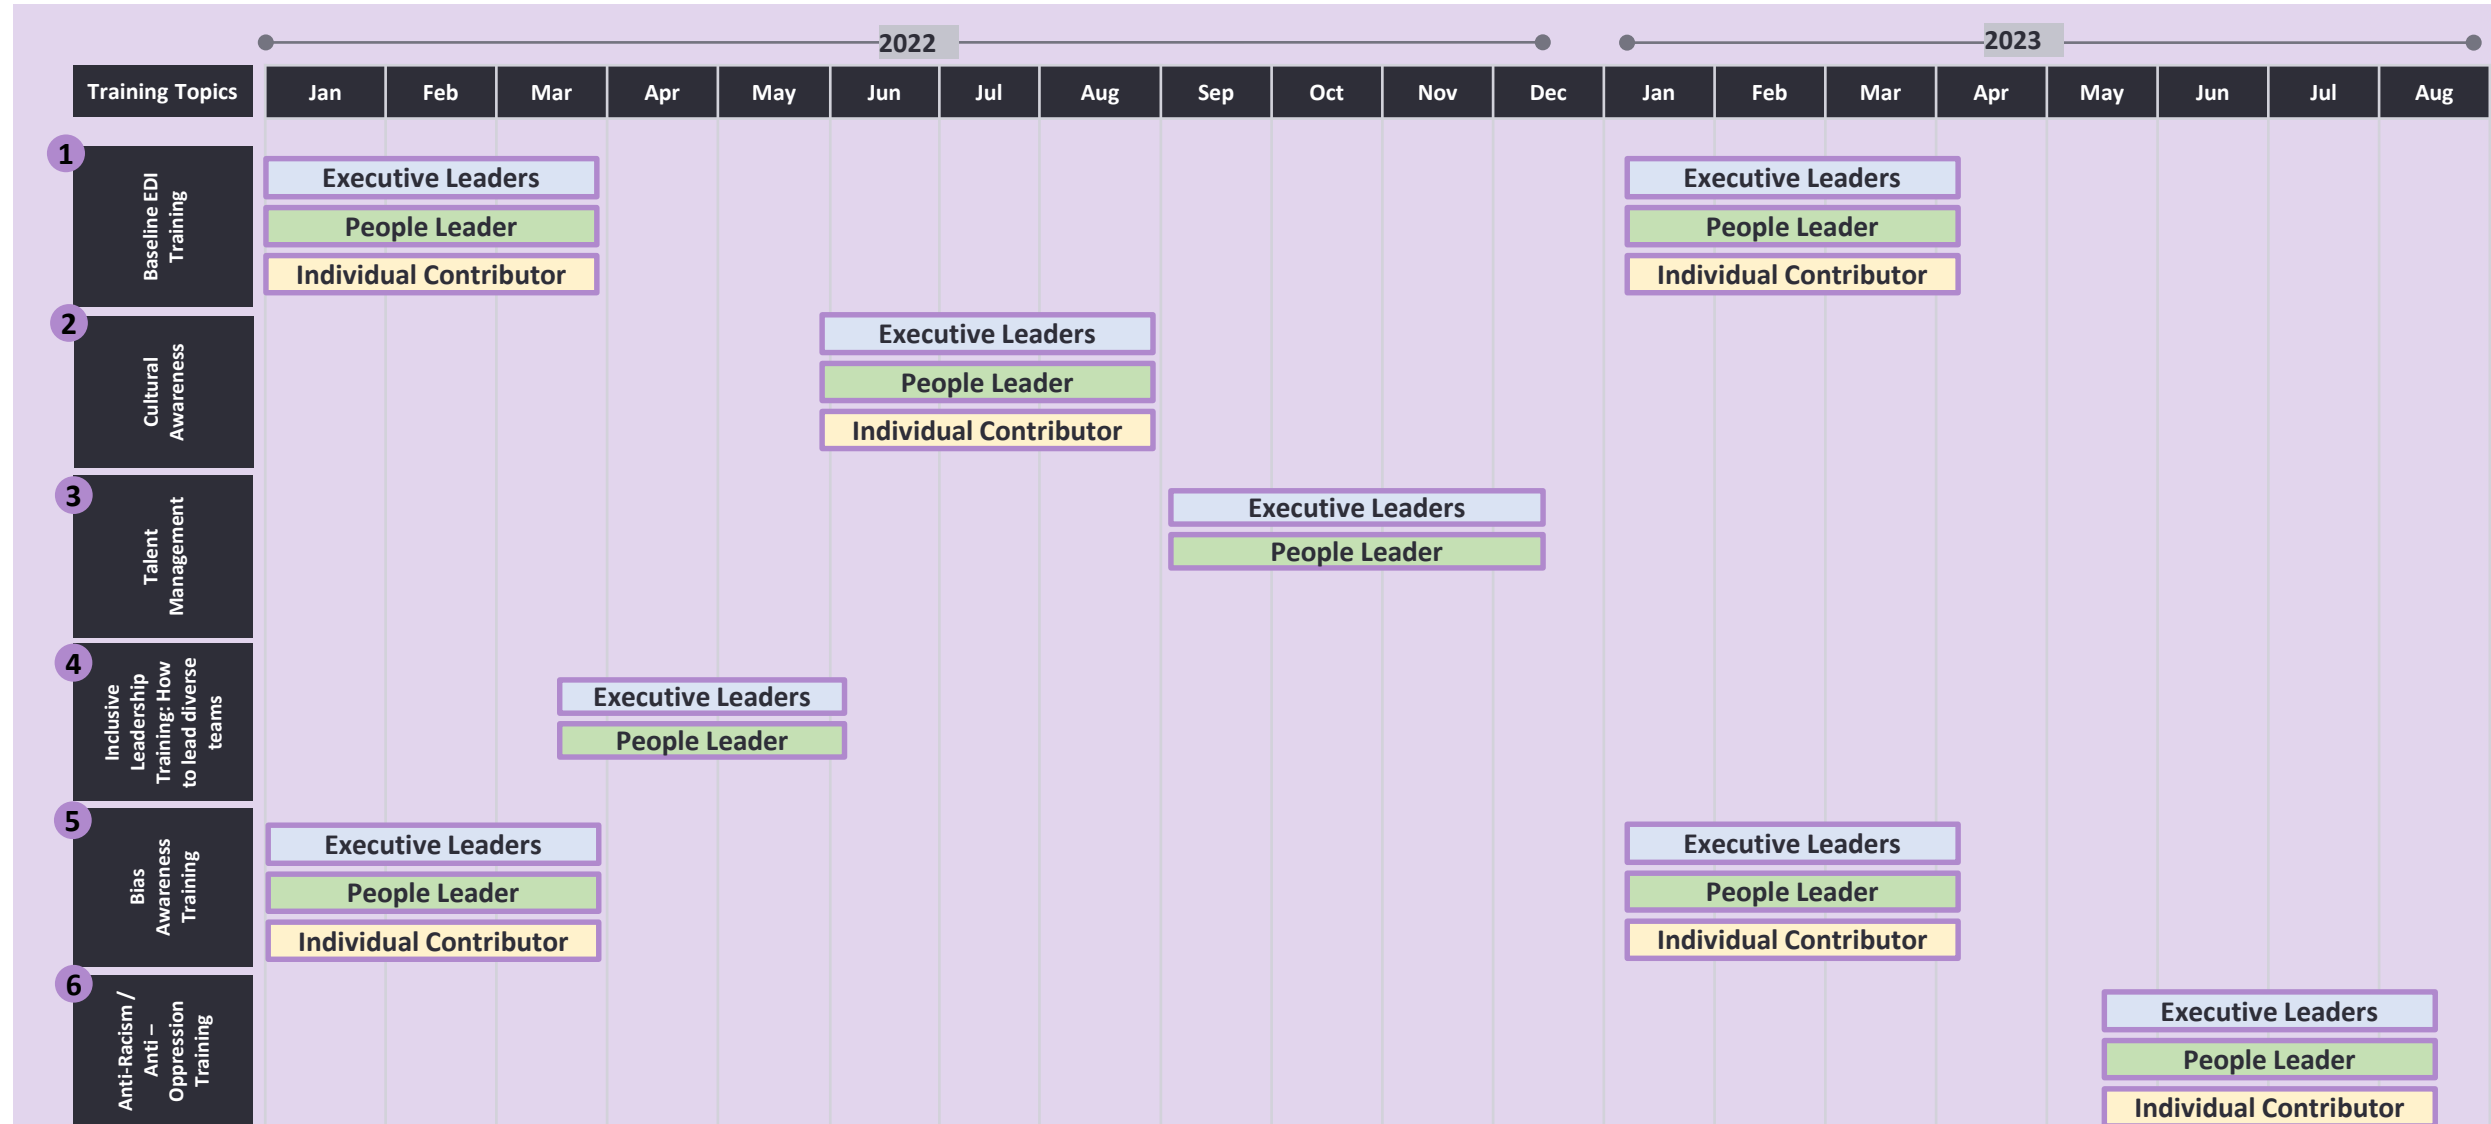 2022
2023
Training Topics
Jan
Feb
Mar
Apr
May
Jun
Jul
Aug
Sep
Oct
Nov
Dec
Jan
Feb
Mar
Apr
May
Jun
Jul
Aug
1
Baseline EDI
Training
Executive Leaders
People Leader
Individual Contributor
Executive Leaders
People Leader
Individual Contributor
2
Cultural
Awareness
Executive Leaders
People Leader
Individual Contributor
3
Talent
Management
Executive Leaders
People Leader
4
Inclusive
Leadership
Training: How
to lead diverse
teams
Executive Leaders
People Leader
5
Bias
Awareness
Training
Executive Leaders
People Leader
Individual Contributor
Executive Leaders
People Leader
Individual Contributor
6
Anti-Racism /
Anti –
Oppression
Training
Executive Leaders
People Leader
Individual Contributor